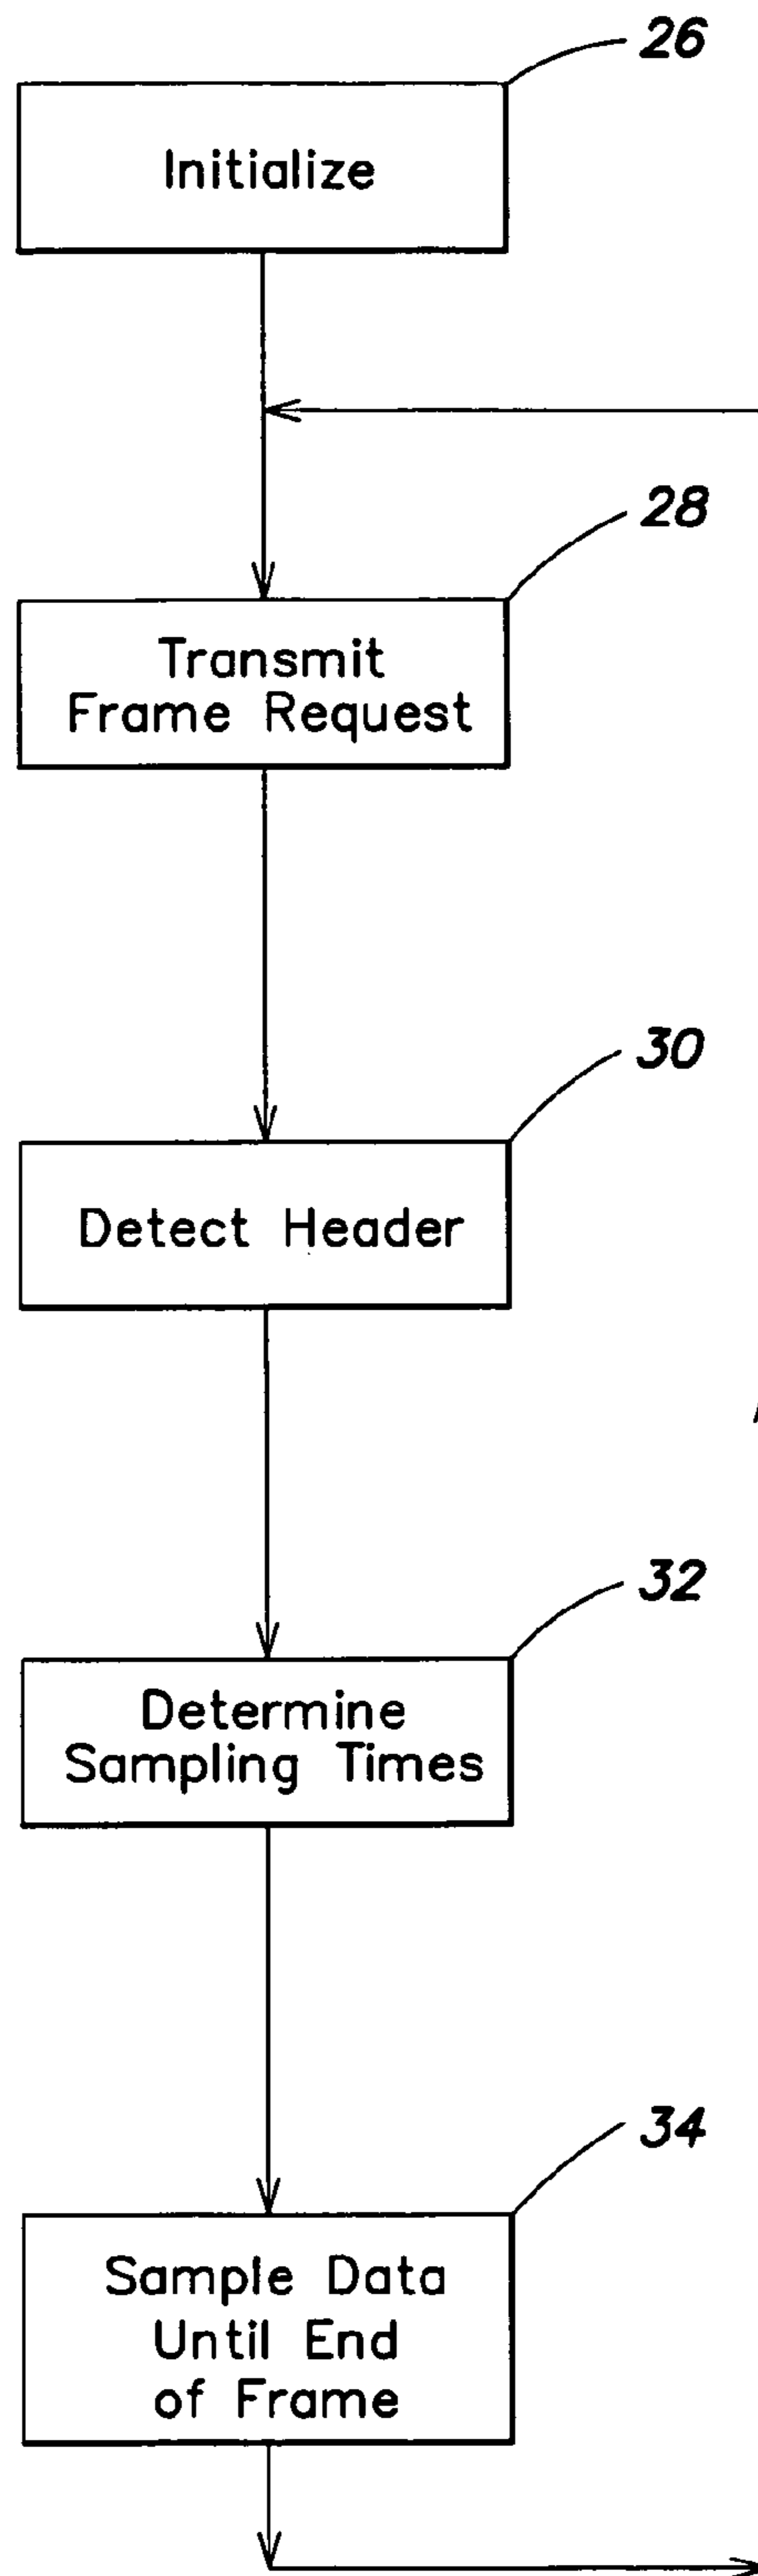 26
Initialize
28
Transmit
Frame Request
30
Detect Header
32
Determine
Sampling Times
34
Sample Data
Until End
of Frame